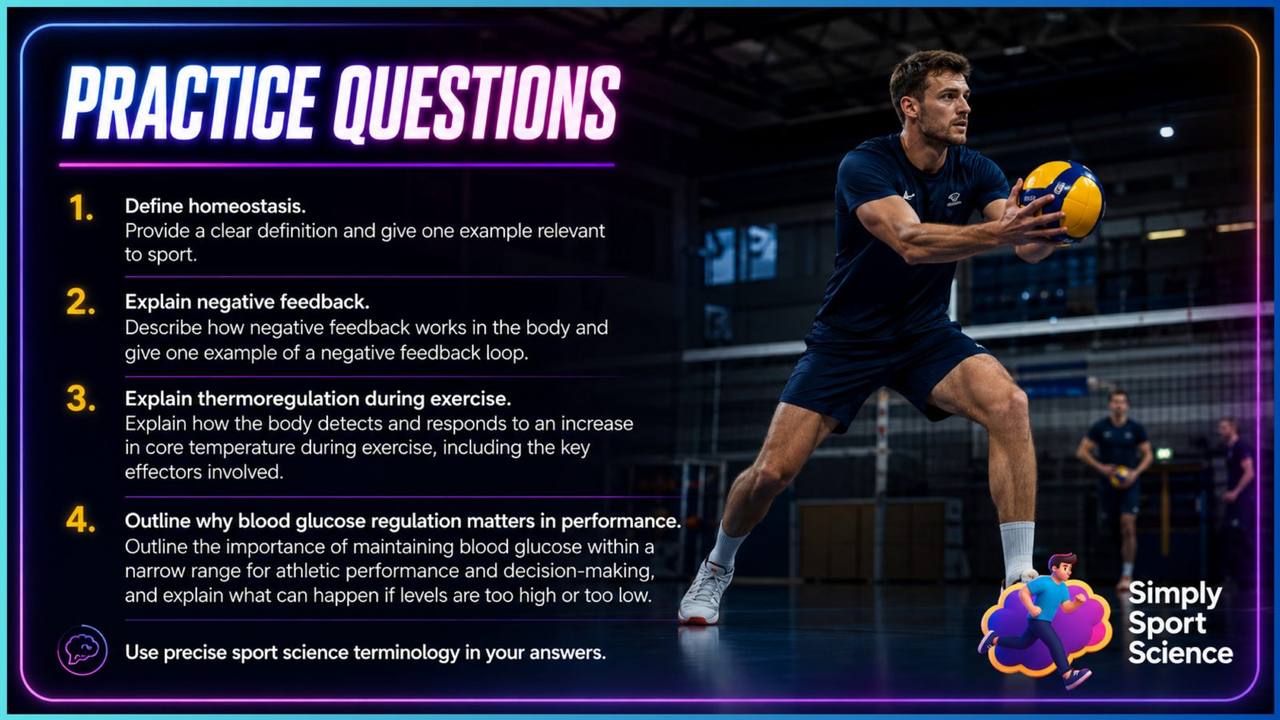 PRACTICE QUESTIONS
1. Define homeostasis.
Provide a clear definition and give one example relevant
to sport.
2. Explain negative feedback.
Describe how negative feedback works in the body and
give one example of a negative feedback loop.
3. Explain thermoregulation during exercise.
Explain how the body detects and responds to an increase
in core temperature during exercise, including the key
effectors involved.
4. Outline why blood glucose regulation matters in performance.
Outline the importance of maintaining blood glucose within a
narrow range for athletic performance and decision-making,
and explain what can happen if levels are too high or too low.
Use precise sport science terminology in your answers.
Simply
Sport
Science